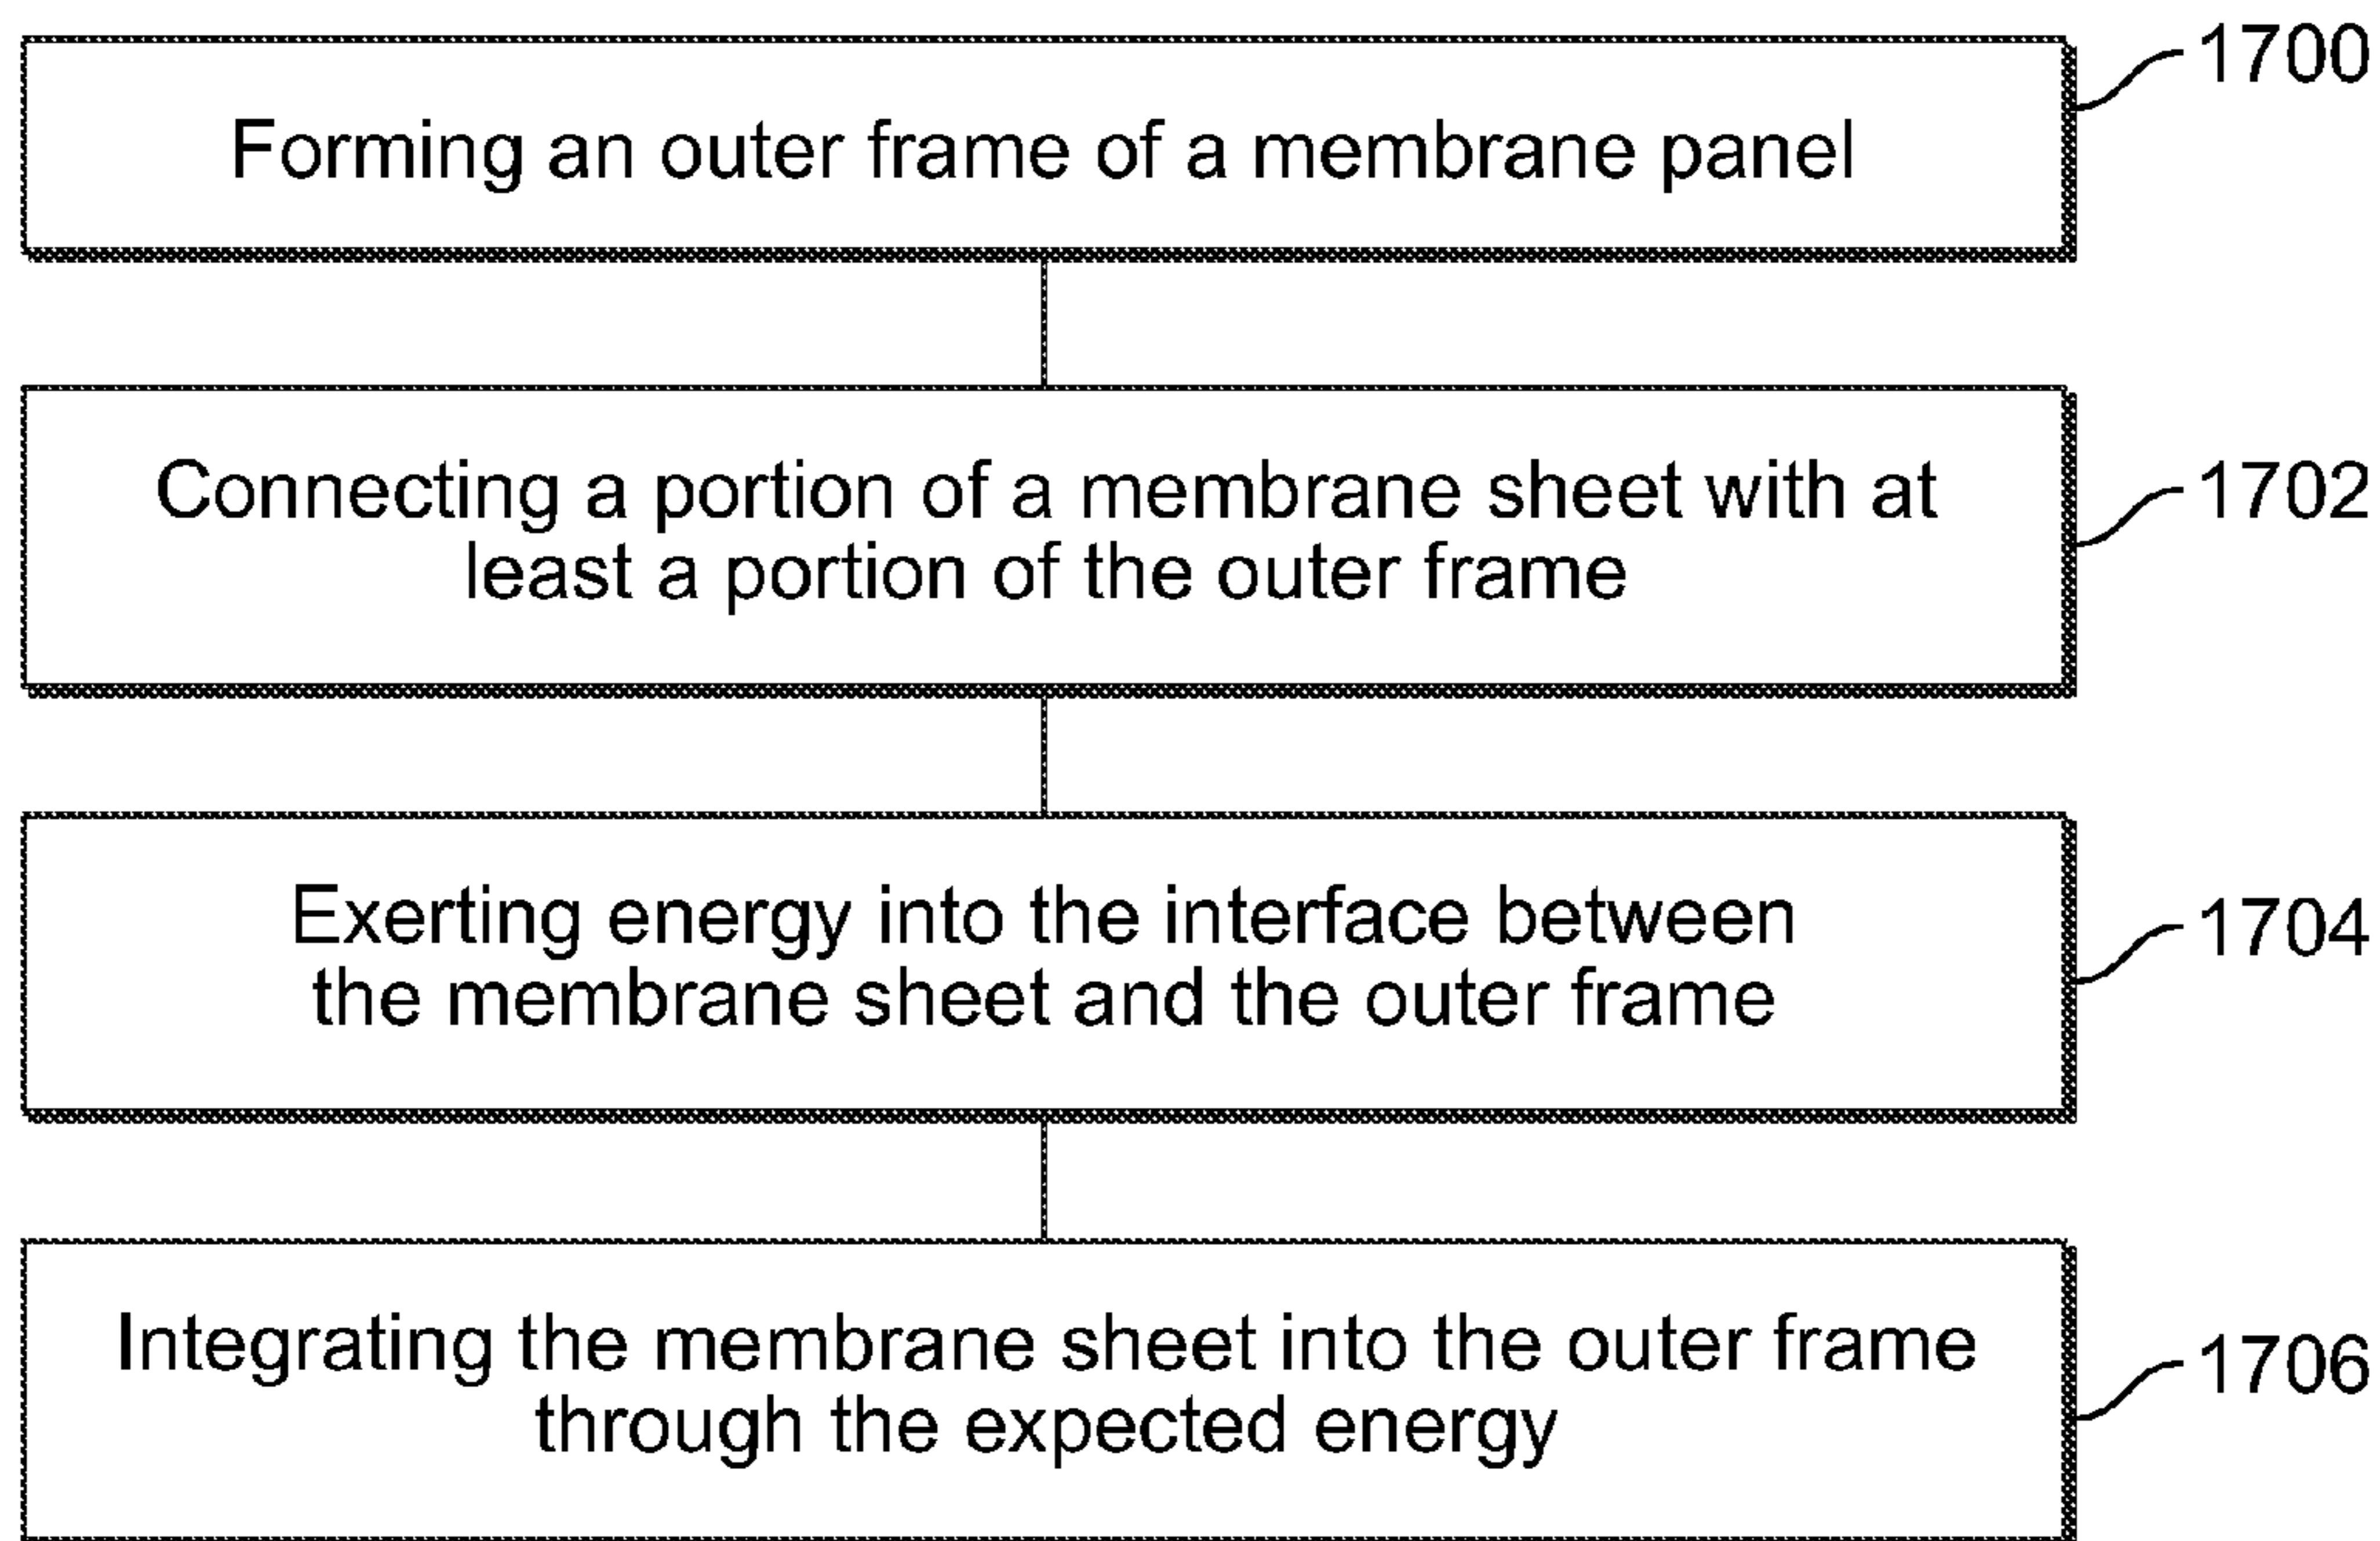 1700
Forming an outer frame of a membrane panel
Connecting a portion of a membrane sheet with at
least a portion of the outer frame
1702
Exerting energy into the interface between
the membrane sheet and the outer frame
1704
Integrating the membrane sheet into the outer frame
through the expected energy
1706